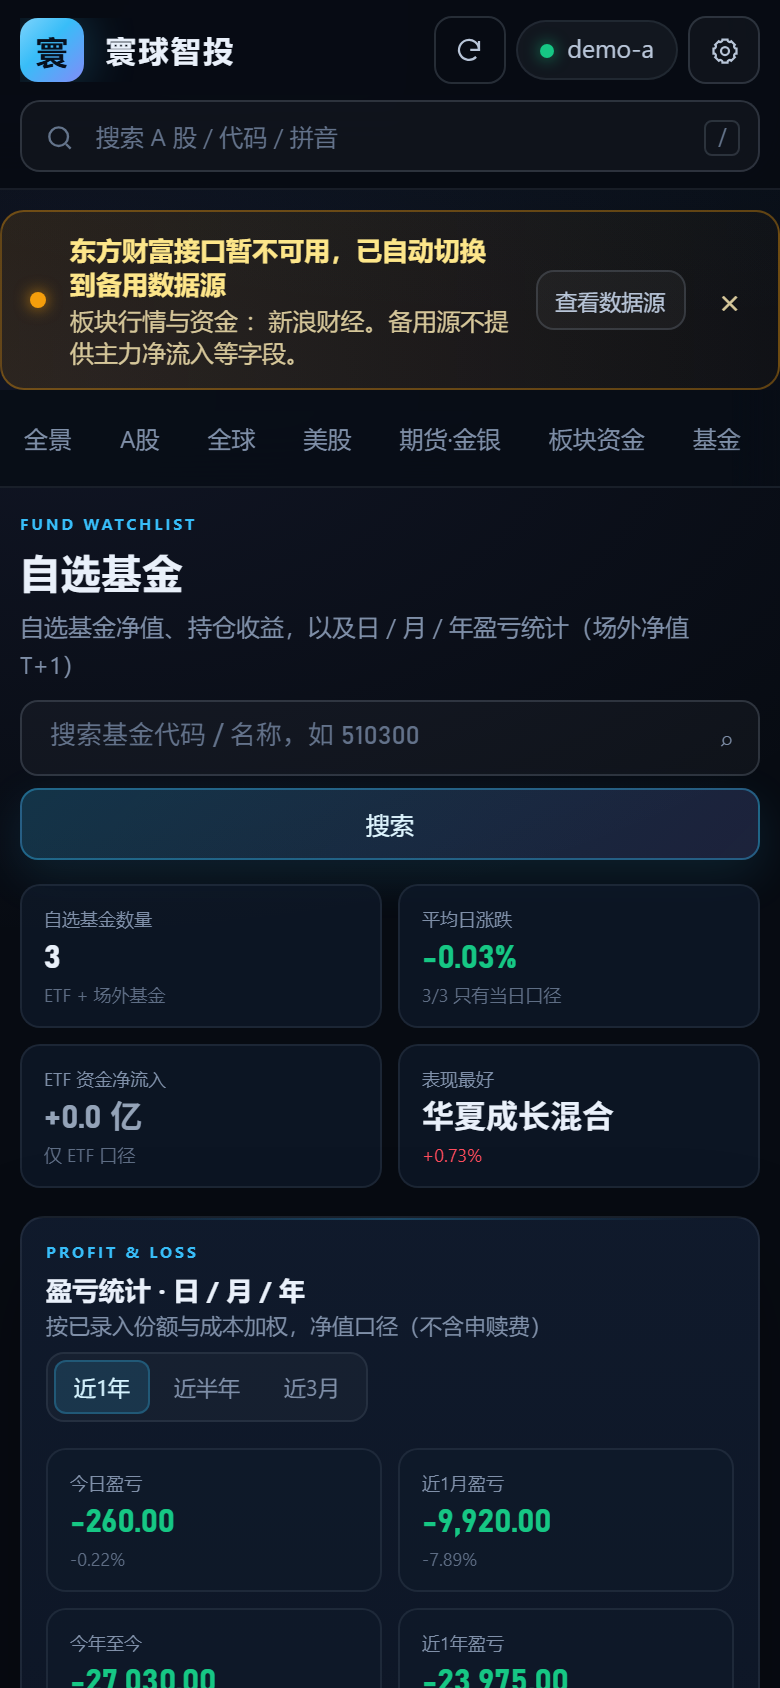 寰 寰球智投 demo-a
搜索 A 股 / 代码 / 拼音 /
东方财富接口暂不可用，已自动切换
到备用数据源
板块行情与资金 ：新浪财经。备用源不提
供主力净流入等字段。
查看数据源 ×
全景 A股 全球 美股 期货·金银 板块资金 基金
FUND WATCHLIST
自选基金
自选基金净值、持仓收益，以及日 / 月 / 年盈亏统计（场外净值
T+1）
搜索基金代码 / 名称，如 510300
搜索
自选基金数量
3
ETF + 场外基金
平均日涨跌
-0.03%
3/3 只有当日口径
ETF 资金净流入
+0.0 亿
仅 ETF 口径
表现最好
华夏成长混合
+0.73%
PROFIT & LOSS
盈亏统计 · 日 / 月 / 年
按已录入份额与成本加权，净值口径（不含申赎费）
近1年 近半年 近3月
今日盈亏
-260.00
-0.22%
近1月盈亏
-9,920.00
-7.89%
今年至今
-27,030.00
近1年盈亏
-23,975.00